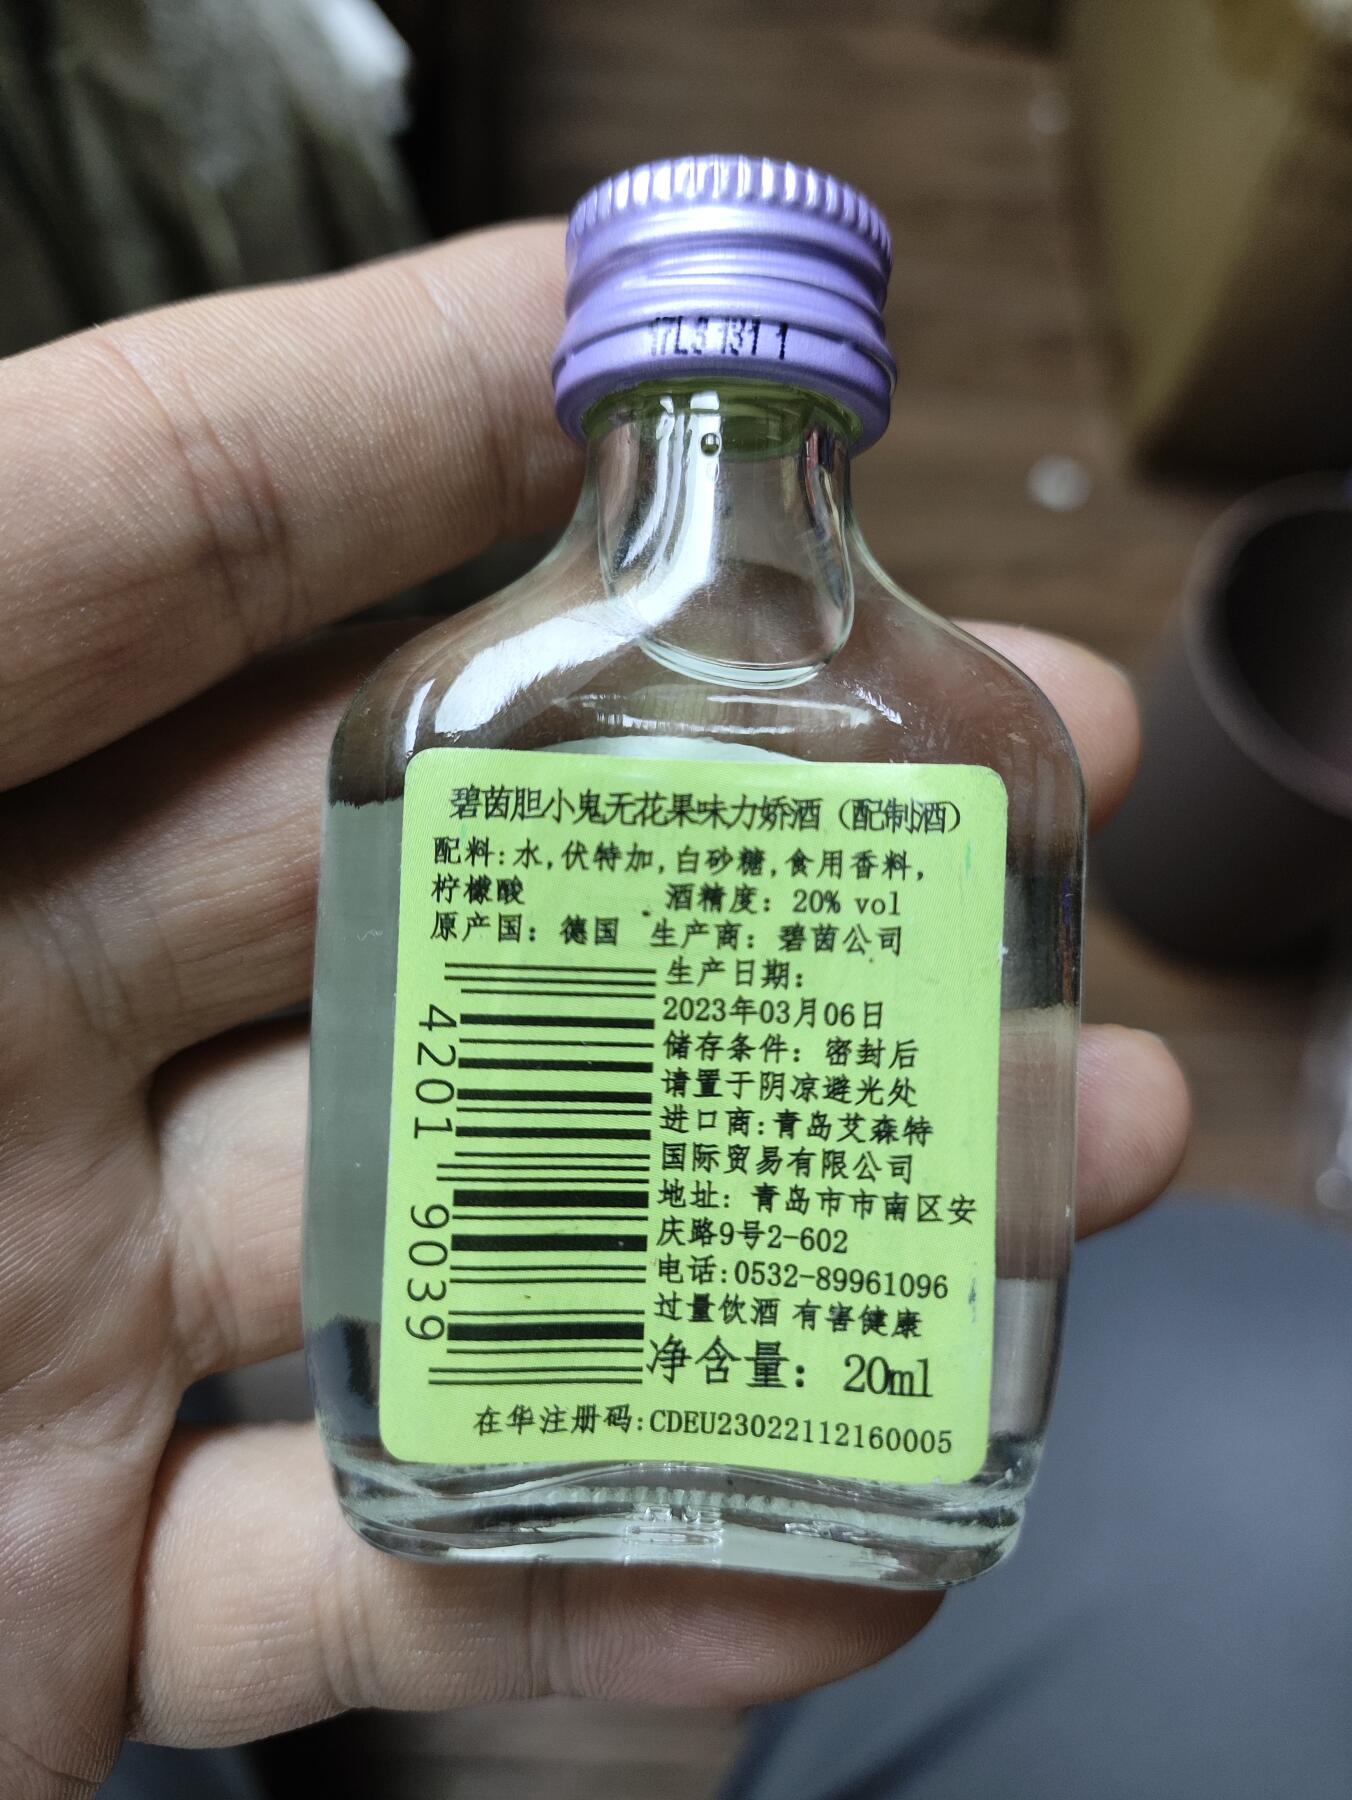 碧茵胆小鬼无花果味力娇酒（配制酒）
配料:水,伏特加,白砂糖,食用香料,
柠檬酸 酒精度: 20% vol
原产国: 德国 生产商: 碧茵公司
生产日期:
2023年03月06日
储存条件: 密封后
请置于阴凉避光处
进口商:青岛艾森特
国际贸易有限公司
地址: 青岛市市南区安
庆路9号2-602
电话:0532-89961096
过量饮酒 有害健康
净含量: 20ml
4201 9039
在华注册码:CDEU23022112160005